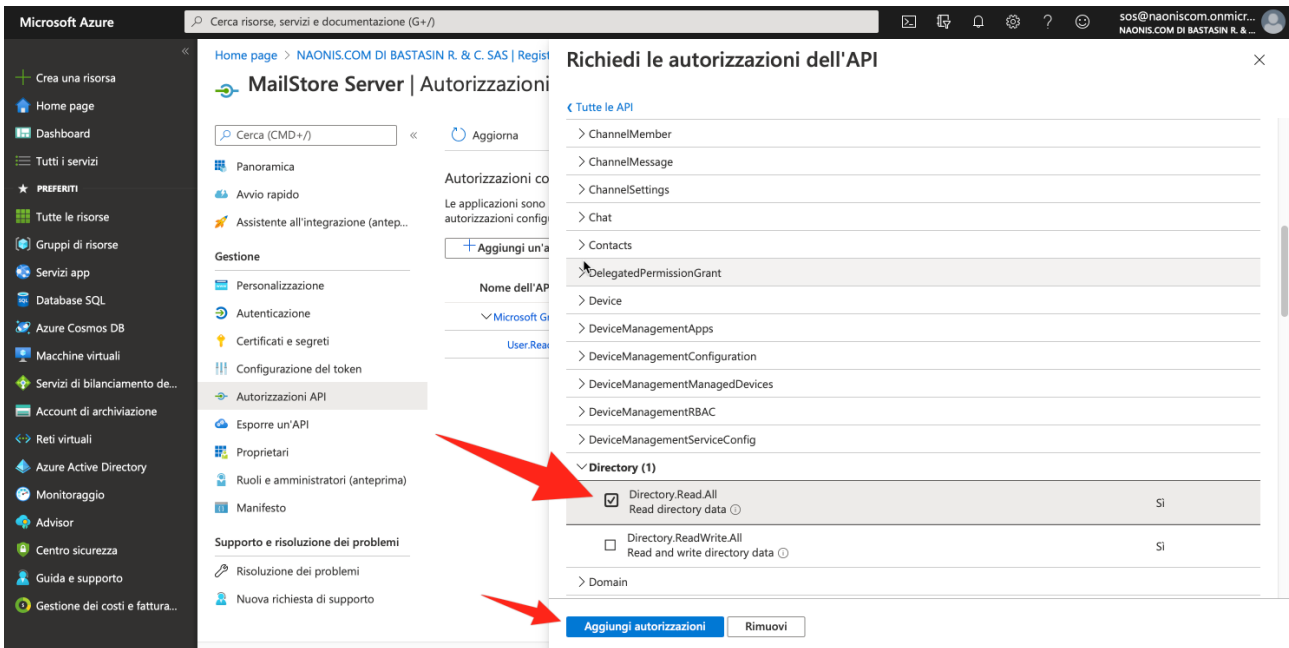 Microsoft Azure
Cerca risorse, servizi e documentazione (G+/)
sos@naoniscom.onmicr...
NAONIS.COM DI BASTASIN R. & ...
Crea una risorsa
Home page
Dashboard
Tutti i servizi
PREFERITI
Tutte le risorse
Gruppi di risorse
Servizi app
Database SQL
Azure Cosmos DB
Macchine virtuali
Servizi di bilanciamento de...
Account di archiviazione
Reti virtuali
Azure Active Directory
Monitoraggio
Advisor
Centro sicurezza
Guida e supporto
Gestione dei costi e fattura...
Home page > NAONIS.COM DI BASTASIN R. & C. SAS | Regist
MailStore Server | Autorizzazioni
Cerca (CMD+/)
Panoramica
Avvio rapido
Assistente all'integrazione (antep...
Gestione
Personalizzazione
Autenticazione
Certificati e segreti
Configurazione del token
Autorizzazioni API
Esporre un'API
Proprietari
Ruoli e amministratori (anteprima)
Manifesto
Supporto e risoluzione dei problemi
Risoluzione dei problemi
Nuova richiesta di supporto
Aggiorna
Autorizzazioni co
Le applicazioni sono
autorizzazioni config
Aggiungi un'a
Nome dell'AP
Microsoft Gr
User.Read
Richiedi le autorizzazioni dell'API
Tutte le API
ChannelMember
ChannelMessage
ChannelSettings
Chat
Contacts
DelegatedPermissionGrant
Device
DeviceManagementApps
DeviceManagementConfiguration
DeviceManagementManagedDevices
DeviceManagementRBAC
DeviceManagementServiceConfig
Directory (1)
Directory.Read.All
Read directory data
Sì
Directory.ReadWrite.All
Read and write directory data
Sì
Domain
Aggiungi autorizzazioni
Rimuovi